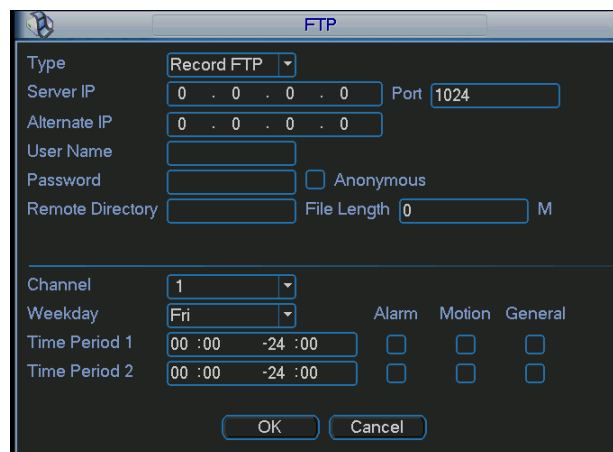 FTP
Type Record FTP
Server IP 0 . 0 . 0 . 0 Port 1024
Alternate IP 0 . 0 . 0 . 0
User Name
Password Anonymous
Remote Directory File Length 0 M
Channel 1
Weekday Fri Alarm Motion General
Time Period 1 00 :00 -24 :00
Time Period 2 00 :00 -24 :00
OK Cancel